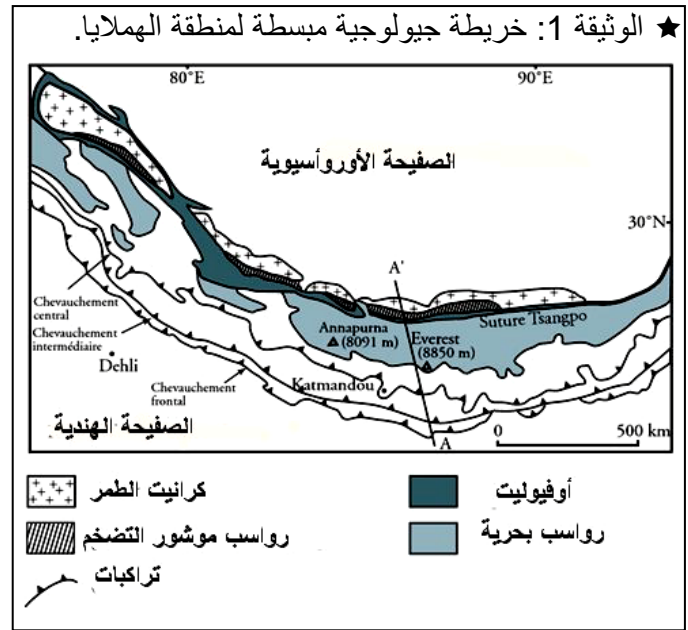 ★ الوثيقة 1: خريطة جيولوجية مبسطة لمنطقة الهملايا.
80°E
90°E
الصفيحة الأوروأسيوية
30°N
A'
Chevauchement
central
Chevauchement
intermédiaire
Dehli
Annapurna
(8091 m)
Everest
(8850 m)
Suture Tsangpo
Katmandou
Chevauchement
frontal
الصفيحة الهندية
A
0 500 km
كرانيت الطمر
أوفيوليت
رواسب موشور التضخم
رواسب بحرية
تراكبات